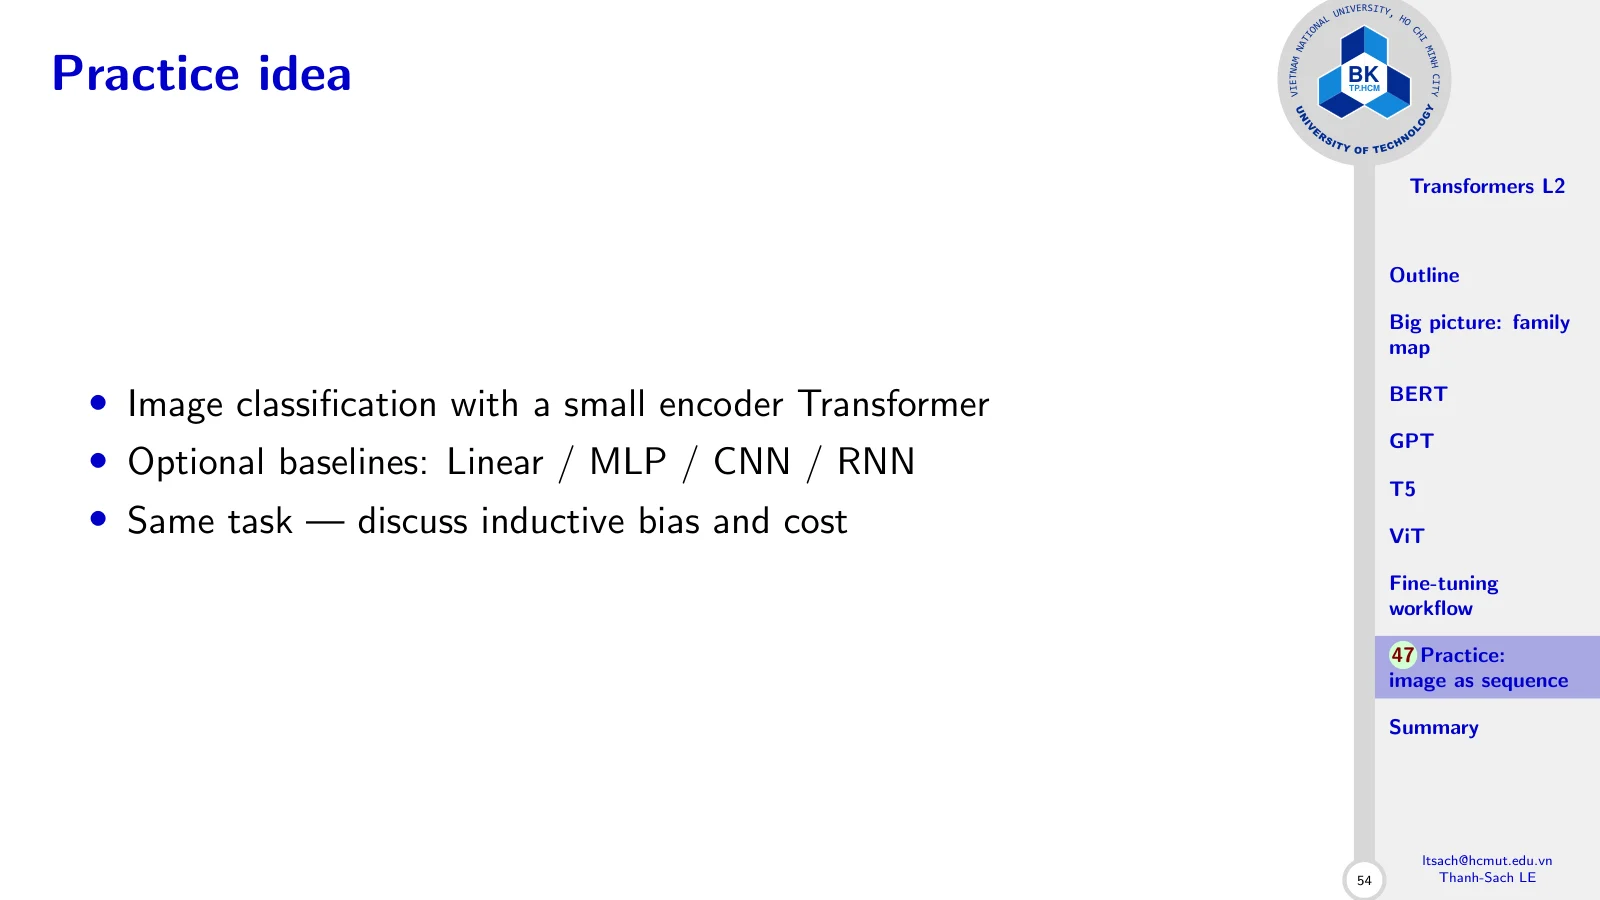 Practice idea
• Image classification with a small encoder Transformer
• Optional baselines: Linear / MLP / CNN / RNN
• Same task — discuss inductive bias and cost
VIETNAM NATIONAL UNIVERSITY, HO CHI MINH CITY
BK
TP.HCM
UNIVERSITY OF TECHNOLOGY
Transformers L2
Outline
Big picture: family
map
BERT
GPT
T5
ViT
Fine-tuning
workflow
47 Practice:
image as sequence
Summary
ltsach@hcmut.edu.vn
Thanh-Sach LE
54